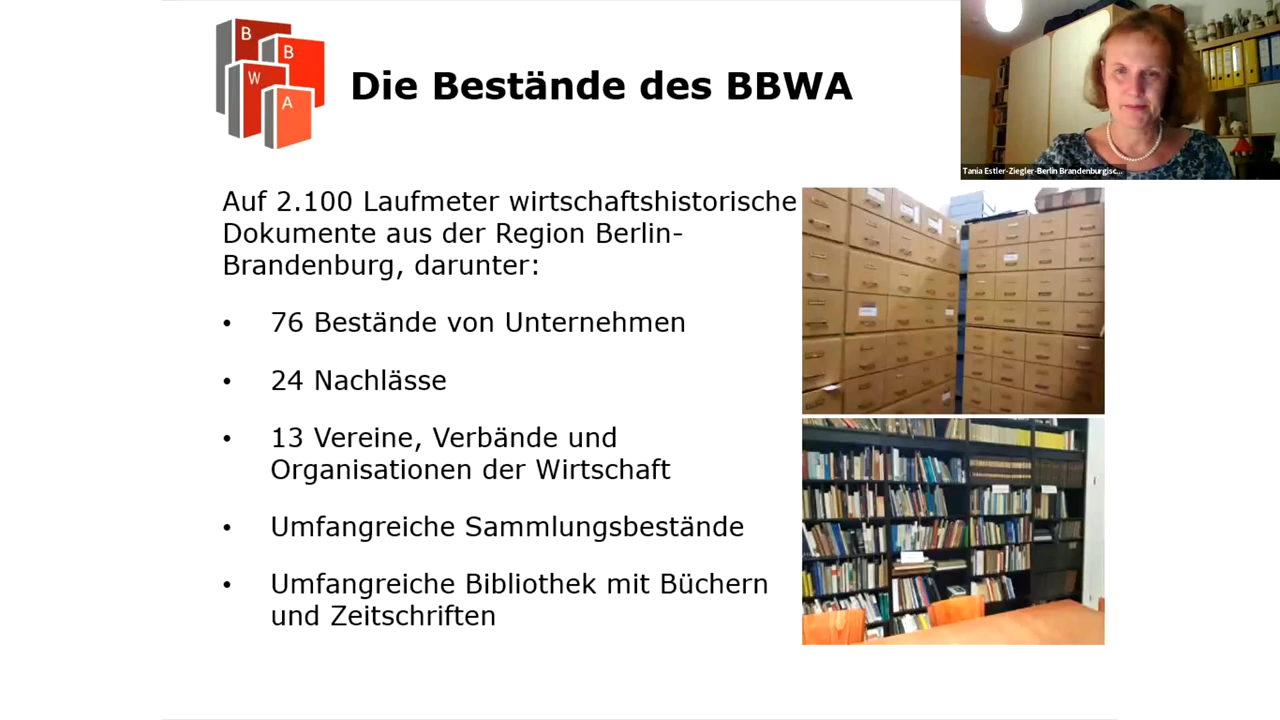 B
B
W
A
Die Bestände des BBWA
Tania Estler-Ziegler-Berlin Brandenburgisc...
Auf 2.100 Laufmeter wirtschaftshistorische
Dokumente aus der Region Berlin-
Brandenburg, darunter:
• 76 Bestände von Unternehmen
• 24 Nachlässe
• 13 Vereine, Verbände und
Organisationen der Wirtschaft
• Umfangreiche Sammlungsbestände
• Umfangreiche Bibliothek mit Büchern
und Zeitschriften